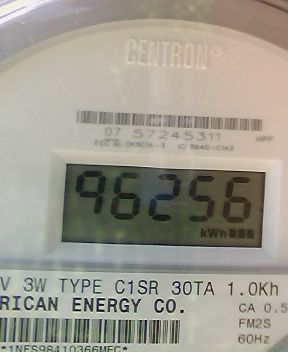 CENTRON®
07 57245311
96256
kWh
V 3W TYPE C1SR 30TA 1.0Kh
RICAN ENERGY CO.
CA 0.5
FM2S
60Hz
*1NES98410366MEC*